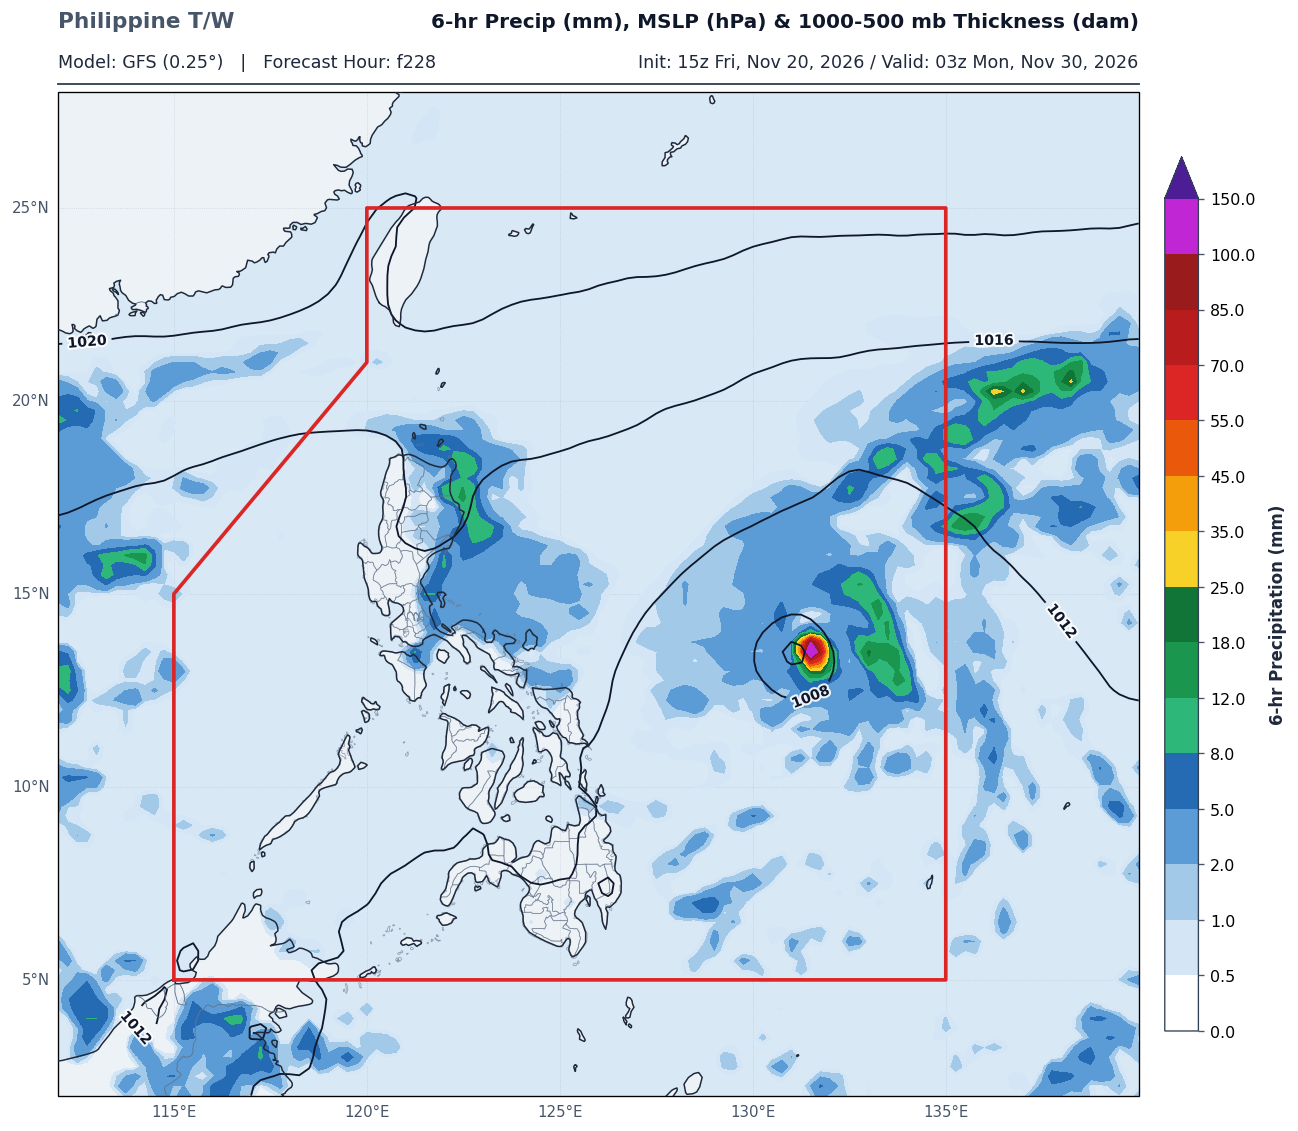 Philippine T/W
6-hr Precip (mm), MSLP (hPa) & 1000-500 mb Thickness (dam)
Model: GFS (0.25°)   |   Forecast Hour: f228
Init: 15z Fri, Nov 20, 2026 / Valid: 03z Mon, Nov 30, 2026
25°N
20°N
15°N
10°N
5°N
1020
1016
1012
1008
1012
115°E
120°E
125°E
130°E
135°E
150.0
100.0
85.0
70.0
55.0
45.0
35.0
25.0
18.0
12.0
8.0
5.0
2.0
1.0
0.5
0.0
6-hr Precipitation (mm)